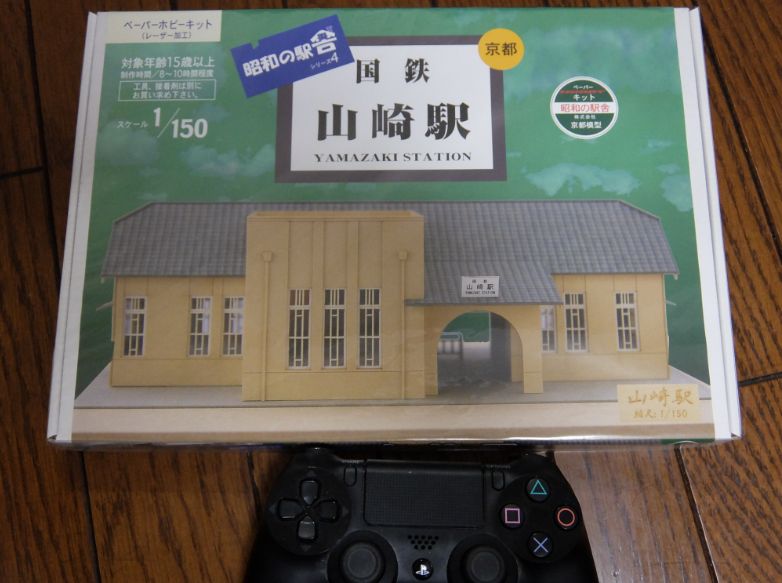 ペーパーホビーキット
(レーザー加工)
対象年齢15歳以上
制作時間/8~10時間程度
工具、接着剤は別に
お買い求め下さい。
スケール 1/150
昭和の駅舎
シリーズ4
国鉄
山崎駅
YAMAZAKI STATION
京都
ペーパー
キット
昭和の駅舎
株式会社
京都模型
山崎駅
YAMAZAKI STATION
山崎駅
縮尺:1/150